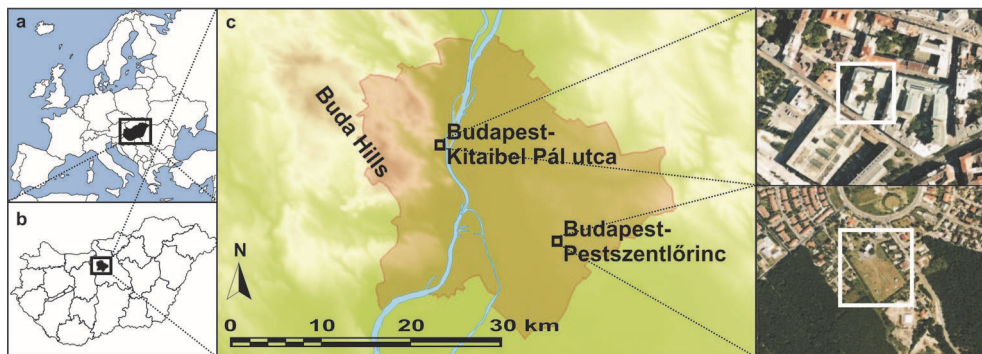 a
b
c
Buda Hills
Budapest-
Kitaibel Pál utca
Budapest-
Pestszentlőrinc
N
0 10 20 30 km